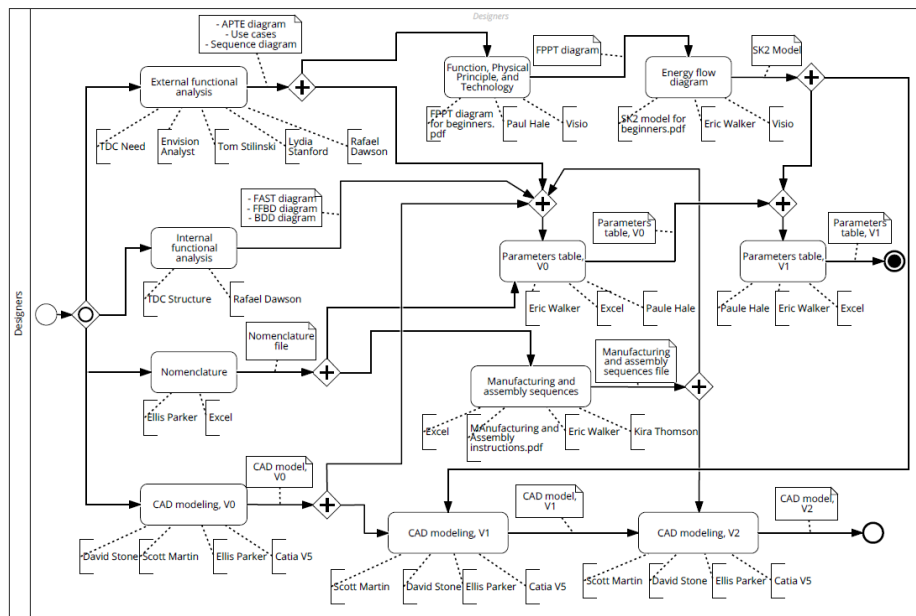 Designers
Designers
- APTE diagram
- Use cases
- Sequence diagram
FPPT diagram
SK2 Model
External functional
analysis
Function, Physical
Principle, and
Technology
Energy flow
diagram
TDC Need
Envision
Analyst
Tom Stilinski
Lydia
Stanford
Rafael
Dawson
FPPT diagram
for beginners.
pdf
Paul Hale
Visio
SK2 model for
beginners.pdf
Eric Walker
Visio
- FAST diagram
- FFBD diagram
- BDD diagram
Parameters
table, V0
Parameters
table, V1
Internal
functional
analysis
Parameters table,
V0
Parameters table,
V1
TDC Structure
Rafael Dawson
Eric Walker
Excel
Paule Hale
Paule Hale
Eric Walker
Excel
Nomenclature
file
Manufacturing
and assembly
sequences file
Nomenclature
Manufacturing and
assembly sequences
Ellis Parker
Excel
Excel
MAnufacturing and
Assembly
instructions.pdf
Eric Walker
Kira Thomson
CAD model,
V0
CAD model,
V1
CAD model,
V2
CAD modeling, V0
CAD modeling, V1
CAD modeling, V2
David Stone
Scott Martin
Ellis Parker
Catia V5
Scott Martin
David Stone
Ellis Parker
Catia V5
Scott Martin
David Stone
Ellis Parker
Catia V5